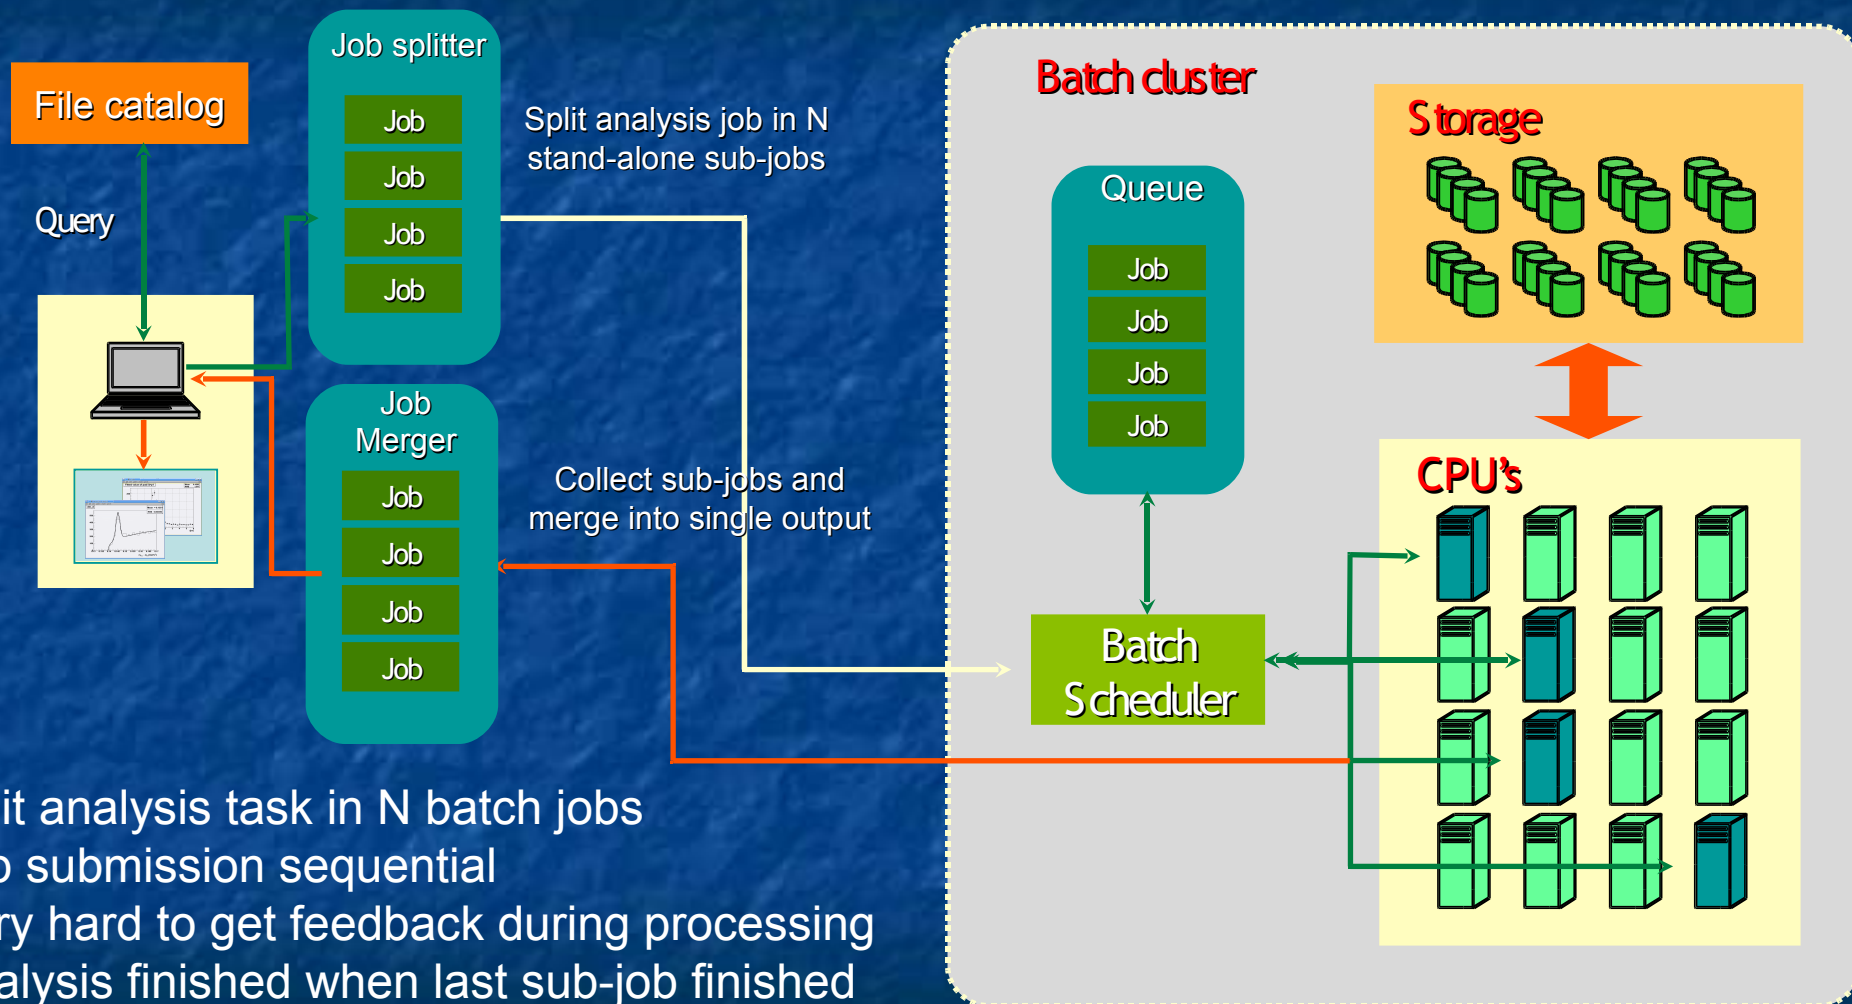 File catalog
Query
Job splitter
Job
Job
Job
Job
Split analysis job in N
stand-alone sub-jobs
Job
Merger
Job
Job
Job
Job
Collect sub-jobs and
merge into single output
Batch cluster
Queue
Job
Job
Job
Job
Batch
Scheduler
Storage
CPU's
it analysis task in N batch jobs
submission sequential
ry hard to get feedback during processing
alysis finished when last sub-job finished